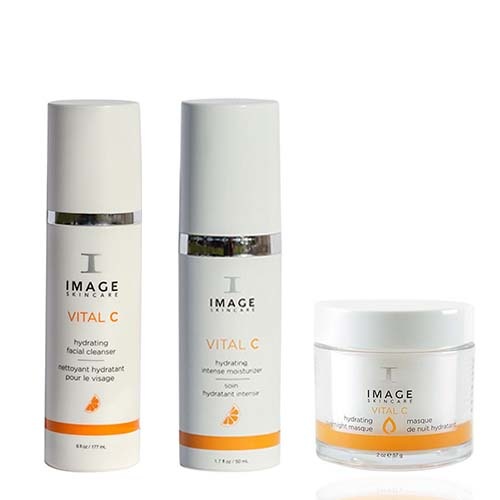 IMAGE
SKINCARE
VITAL C
hydrating
facial cleanser
nettoyant hydratant
pour le visage
6 fl oz / 177 mL
IMAGE
SKINCARE
VITAL C
hydrating
intense moisturizer
soin
hydratant intense
1.7 fl oz / 50 mL
IMAGE
SKINCARE
VITAL C
hydrating masque
overnight masque de nuit hydratant
2 oz / 57 g